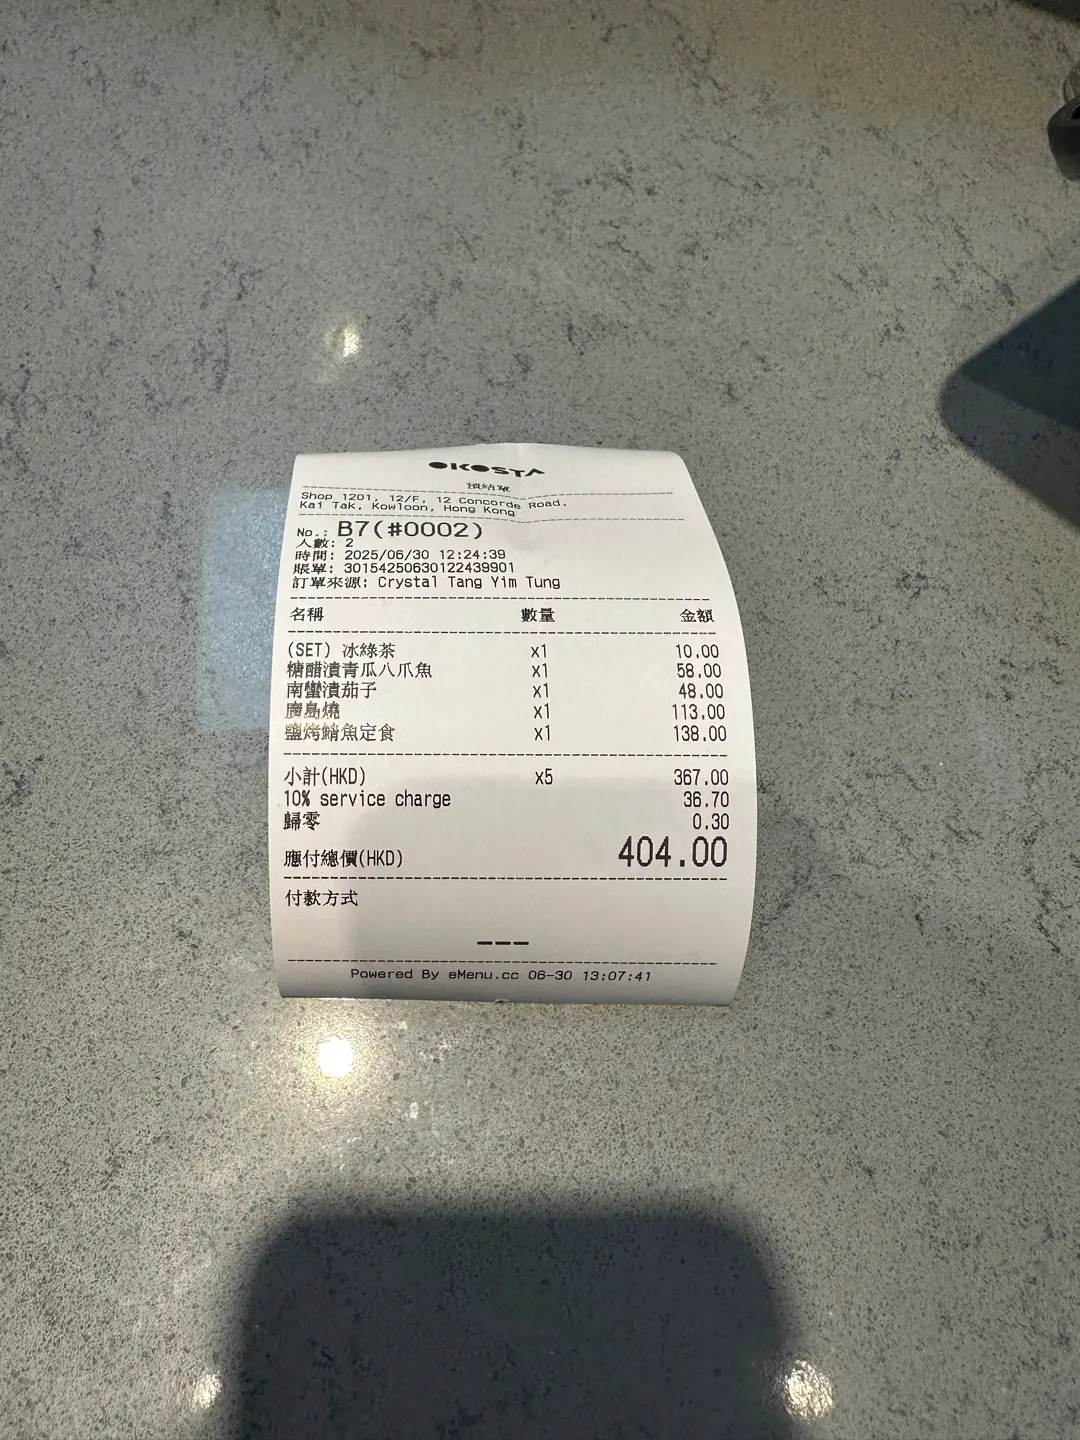 OKOSTA
預結單
Shop 1201, 12/F, 12 Concorde Road,
Kai Tak, Kowloon, Hong Kong
No.: B7(#0002)
人數: 2
時間: 2025/06/30 12:24:39
賬單: 30154250630122439901
訂單來源: Crystal Tang Yim Tung
名稱 數量 金額
(SET) 冰綠茶 x1 10.00
糖醋漬青瓜八爪魚 x1 58.00
南蠻漬茄子 x1 48.00
廣島燒 x1 113.00
鹽烤鯖魚定食 x1 138.00
小計(HKD) x5 367.00
10% service charge 36.70
歸零 0.30
應付總價(HKD) 404.00
付款方式
---
Powered By eMenu.cc 06-30 13:07:41